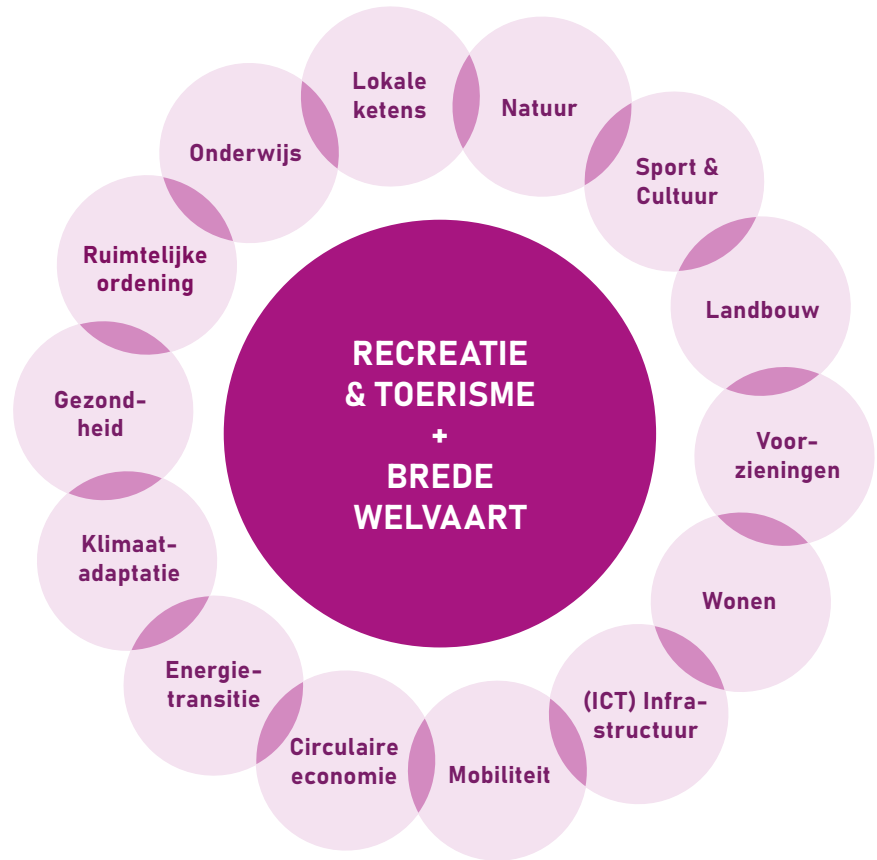 Lokale
ketens
Natuur
Sport &
Cultuur
Landbouw
Voor-
zieningen
Wonen
(ICT) Infra-
structuur
Mobiliteit
Circulaire
economie
Energie-
transitie
Klimaat-
adaptatie
Gezond-
heid
Ruimtelijke
ordening
Onderwijs
RECREATIE
& TOERISME
+
BREDE
WELVAART